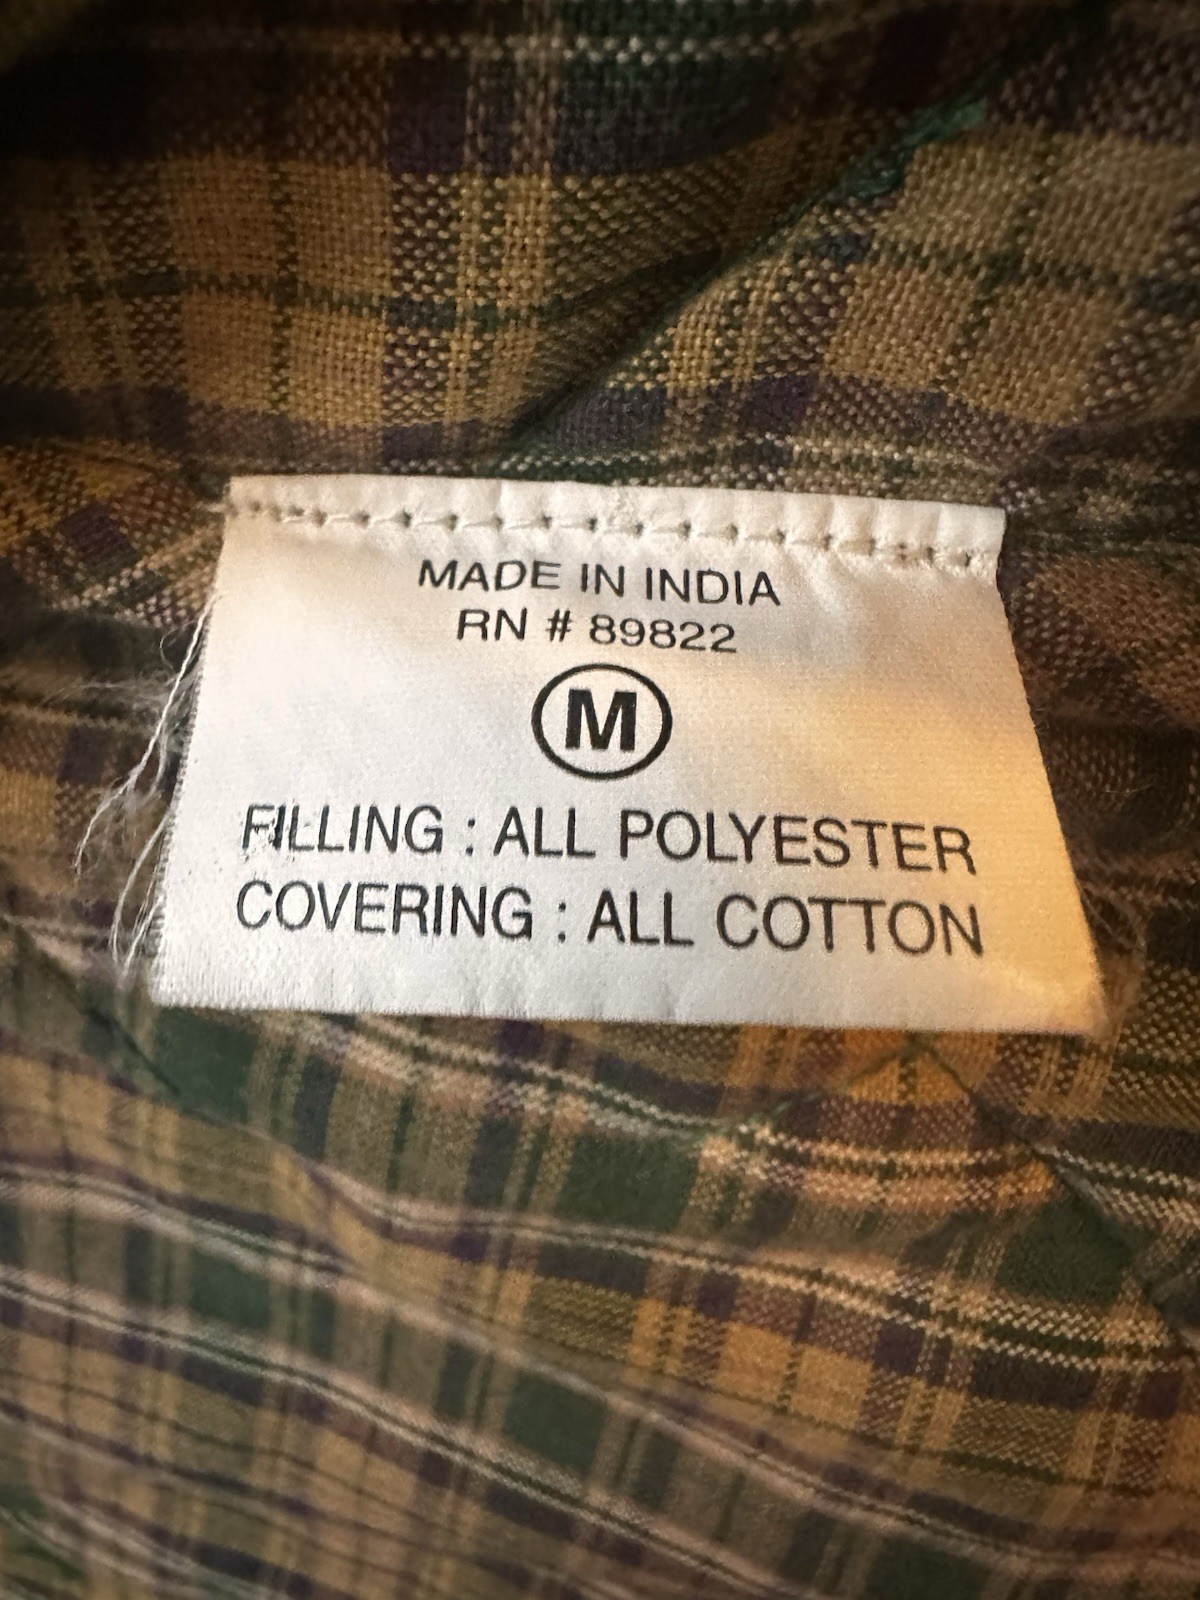 MADE IN INDIA
RN # 89822
M
FILLING : ALL POLYESTER
COVERING : ALL COTTON